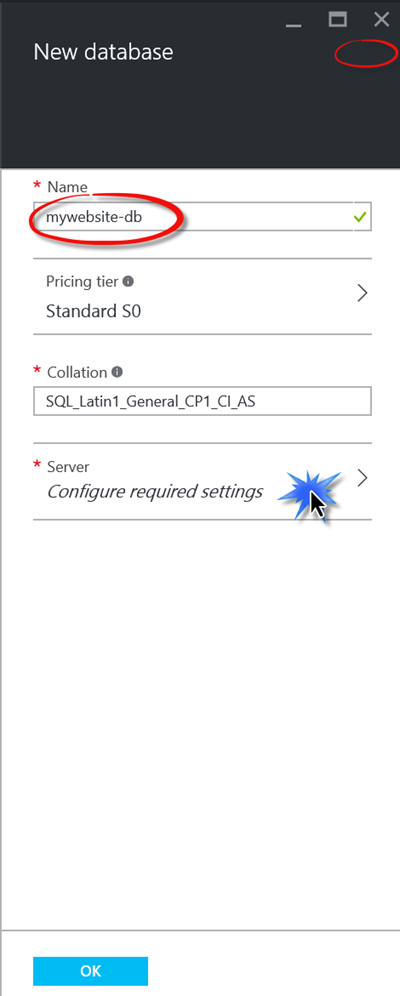 New database
* Name
mywebsite-db
Pricing tier
Standard S0
* Collation
SQL_Latin1_General_CP1_CI_AS
* Server
Configure required settings
OK